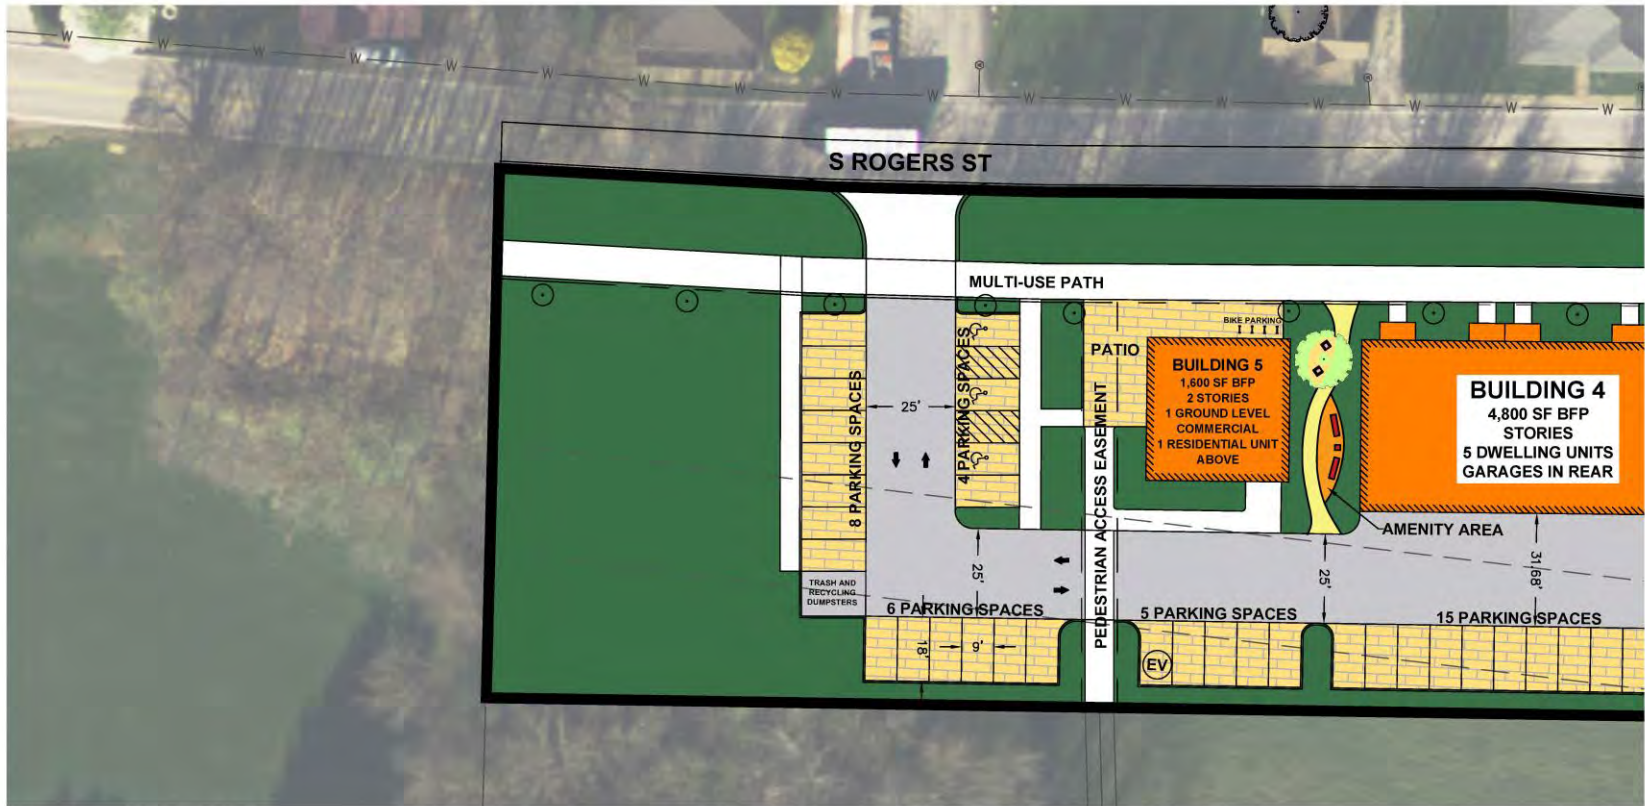 W W W W W W W W W W W W W W W W W
S ROGERS ST
MULTI-USE PATH
BIKE PARKING
PATIO
8 PARKING SPACES
25'
4 PARKING SPACES
PEDESTRIAN ACCESS EASEMENT
BUILDING 5
1,600 SF BFP
2 STORIES
1 GROUND LEVEL
COMMERCIAL
1 RESIDENTIAL UNIT
ABOVE
BUILDING 4
4,800 SF BFP
STORIES
5 DWELLING UNITS
GARAGES IN REAR
AMENITY AREA
25'
25'
31.68'
TRASH AND
RECYCLING
DUMPSTERS
6 PARKING SPACES
5 PARKING SPACES
15 PARKING SPACES
18'
9'
EV